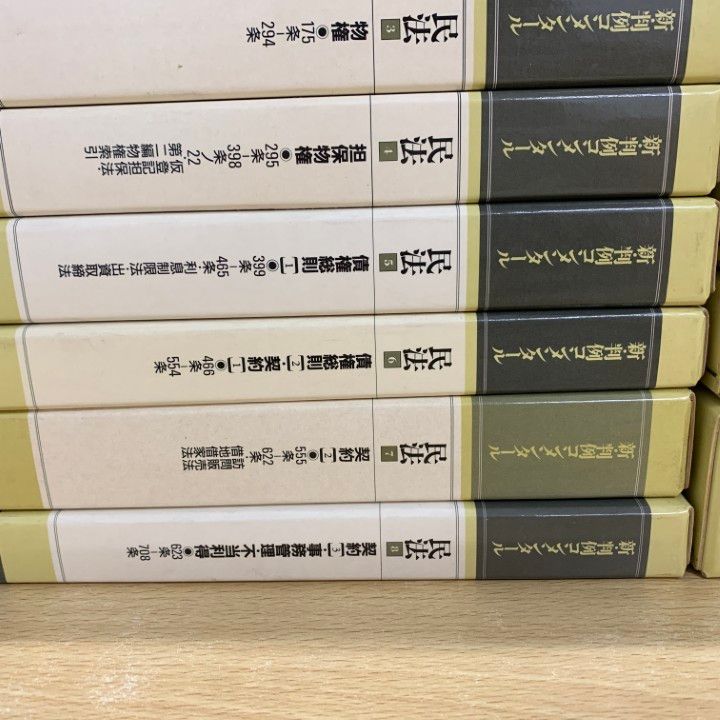 新・判例コンメンタール
民法
3
物権
175条―294条
新・判例コンメンタール
民法
4
担保物権
295条―398条ノ22
仮登記担保法・第二編物権索引
新・判例コンメンタール
民法
5
債権総則[1]
399条―465条・利息制限法・出資取締法
新・判例コンメンタール
民法
6
債権総則[2]・契約[1]
466条―554条
新・判例コンメンタール
民法
7
契約[2]
555条―622条
訪問販売法
借地借家法
新・判例コンメンタール
民法
8
契約[3]・事務管理・不当利得
623条―708条